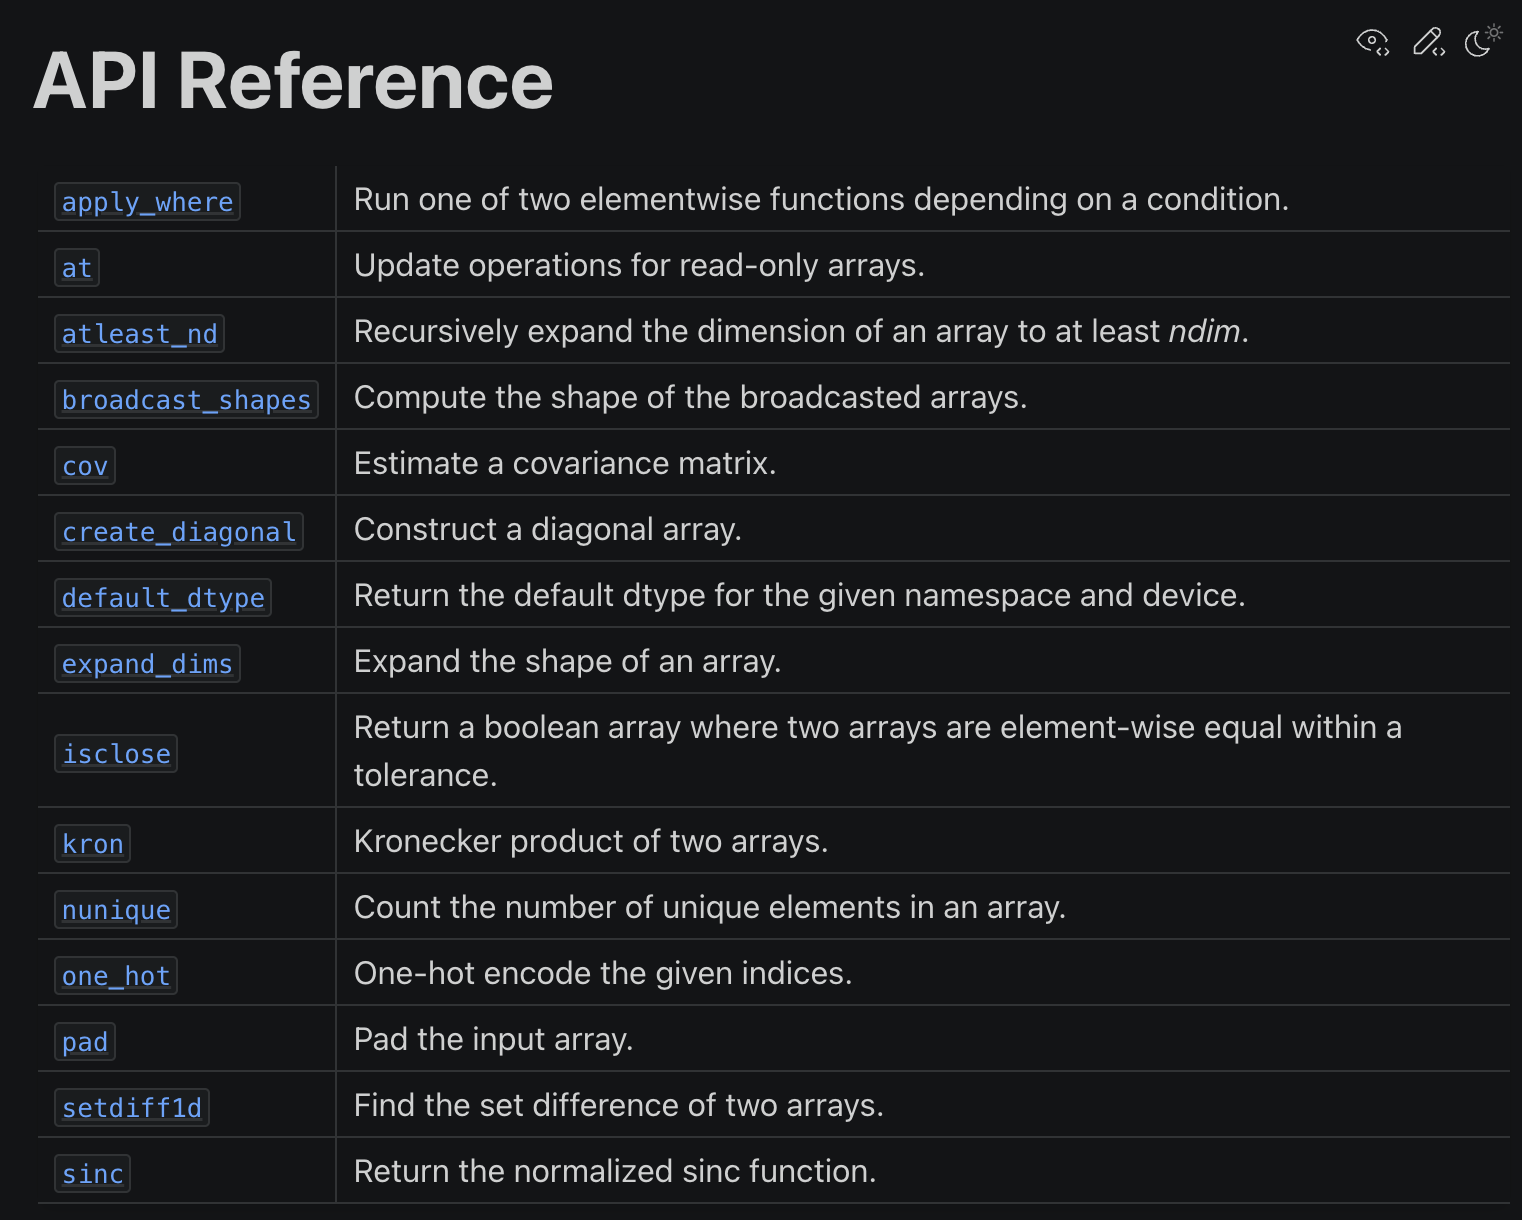 API Reference
apply_where Run one of two elementwise functions depending on a condition.
at Update operations for read-only arrays.
atleast_nd Recursively expand the dimension of an array to at least ndim.
broadcast_shapes Compute the shape of the broadcasted arrays.
cov Estimate a covariance matrix.
create_diagonal Construct a diagonal array.
default_dtype Return the default dtype for the given namespace and device.
expand_dims Expand the shape of an array.
isclose Return a boolean array where two arrays are element-wise equal within a
tolerance.
kron Kronecker product of two arrays.
nunique Count the number of unique elements in an array.
one_hot One-hot encode the given indices.
pad Pad the input array.
setdiff1d Find the set difference of two arrays.
sinc Return the normalized sinc function.